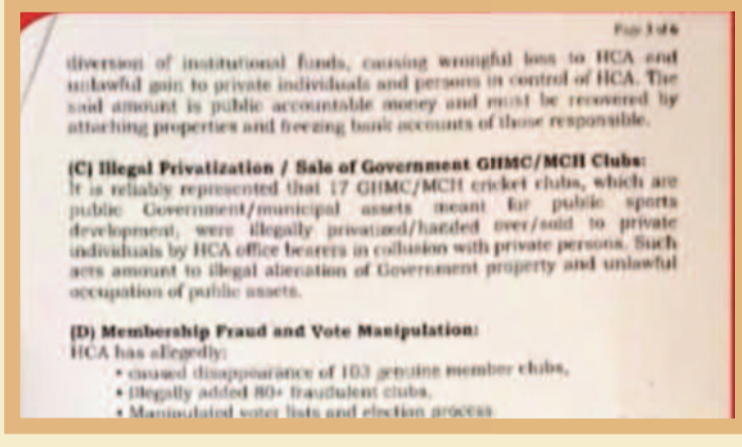 Page 3 of 6
diversion of institutional funds, causing wrongful loss to HCA and
unlawful gain to private individuals and persons in control of HCA. The
said amount is public accountable money and must be recovered by
attaching properties and freezing bank accounts of those responsible.
(C) Illegal Privatization / Sale of Government GHMC/MCH Clubs:
It is reliably represented that 17 GHMC/MCH cricket clubs, which are
public Government/municipal assets meant for public sports
development, were illegally privatized/handed over/sold to private
individuals by HCA office bearers in collusion with private persons. Such
acts amount to illegal alienation of Government property and unlawful
occupation of public assets.
(D) Membership Fraud and Vote Manipulation:
HCA has allegedly:
• caused disappearance of 103 genuine member clubs,
• Illegally added 80+ fraudulent clubs,
• Manipulated voter lists and election process